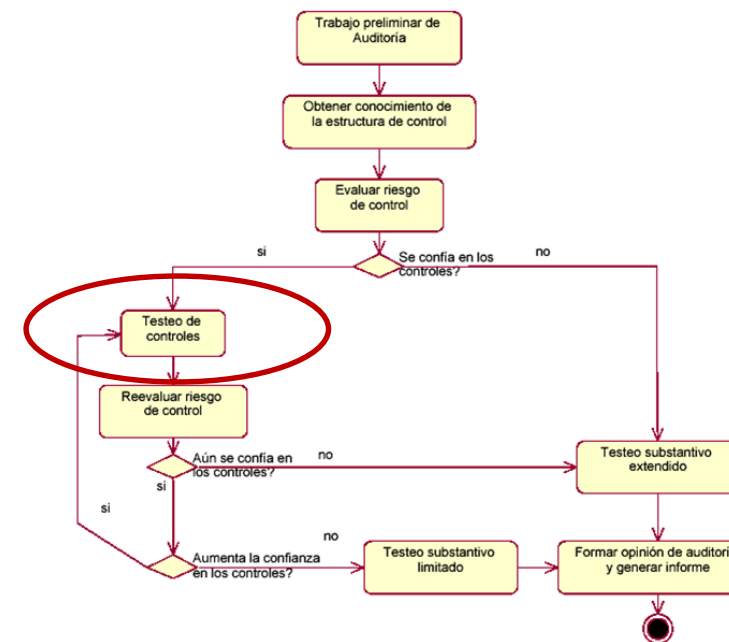 Trabajo preliminar de
Auditoría
Obtener conocimiento de
la estructura de control
Evaluar riesgo
de control
si
Se confía en los
controles?
no
Testeo de
controles
Reevaluar riesgo
de control
Aún se confía en
los controles?
no
Testeo substantivo
extendido
si
si
Aumenta la confianza
en los controles?
no
Testeo substantivo
limitado
Formar opinión de auditorí
y generar informe